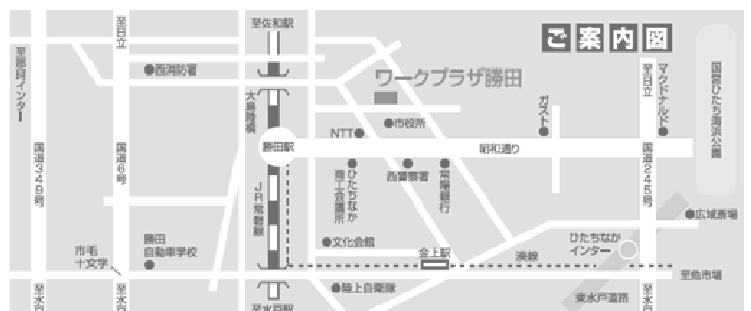 ご案内図
至佐和駅
至日立
至那珂インター
西消防署
大島陸橋
ワークプラザ勝田
至日立
マクドナルド
国営ひたち海浜公園
ガスト
市役所
NTT
勝田駅
昭和通り
国道349号
国道6号
国道245号
JR常磐線
ひたちなか
商工会議所
西警察署
常陽銀行
広域斎場
文化会館
金上駅
湊線
ひたちなか
インター
勝田
自動車学校
市毛
十文字
至魚市場
陸上自衛隊
東水戸道路
至水戸
至水戸
至水戸駅
至水戸